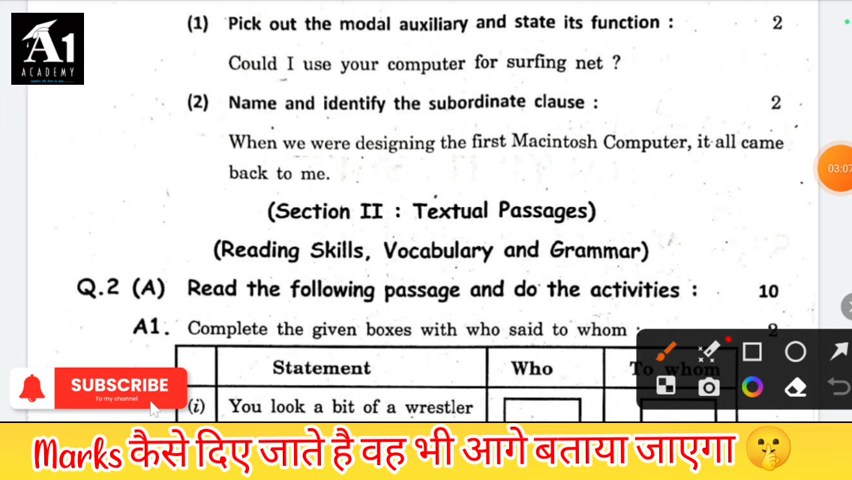 (1) Pick out the modal auxiliary and state its function : 2
A1
ACADEMY
Could I use your computer for surfing net ?
(2) Name and identify the subordinate clause : 2
When we were designing the first Macintosh Computer, it all came
back to me.
03:07
(Section II : Textual Passages)
(Reading Skills, Vocabulary and Grammar)
Q.2 (A) Read the following passage and do the activities : 10
A1. Complete the given boxes with who said to whom : 2
Statement Who To whom
SUBSCRIBE
To my channel
(i) You look a bit of a wrestler
Marks कैसे दिए जाते है वह भी आगे बताया जाएगा 🤫